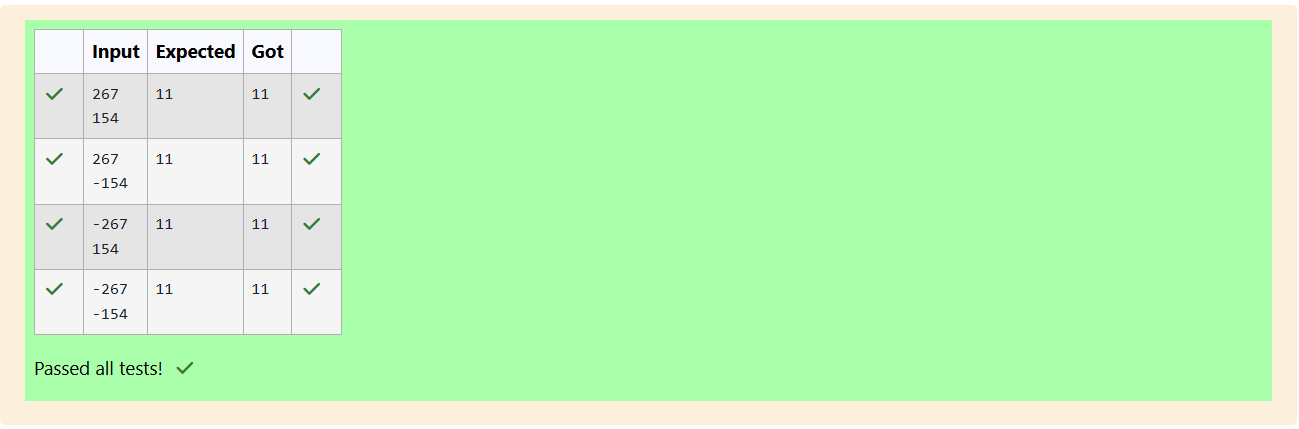 Input Expected Got
267 11 11
154
267 11 11
-154
-267 11 11
154
-267 11 11
-154
Passed all tests!